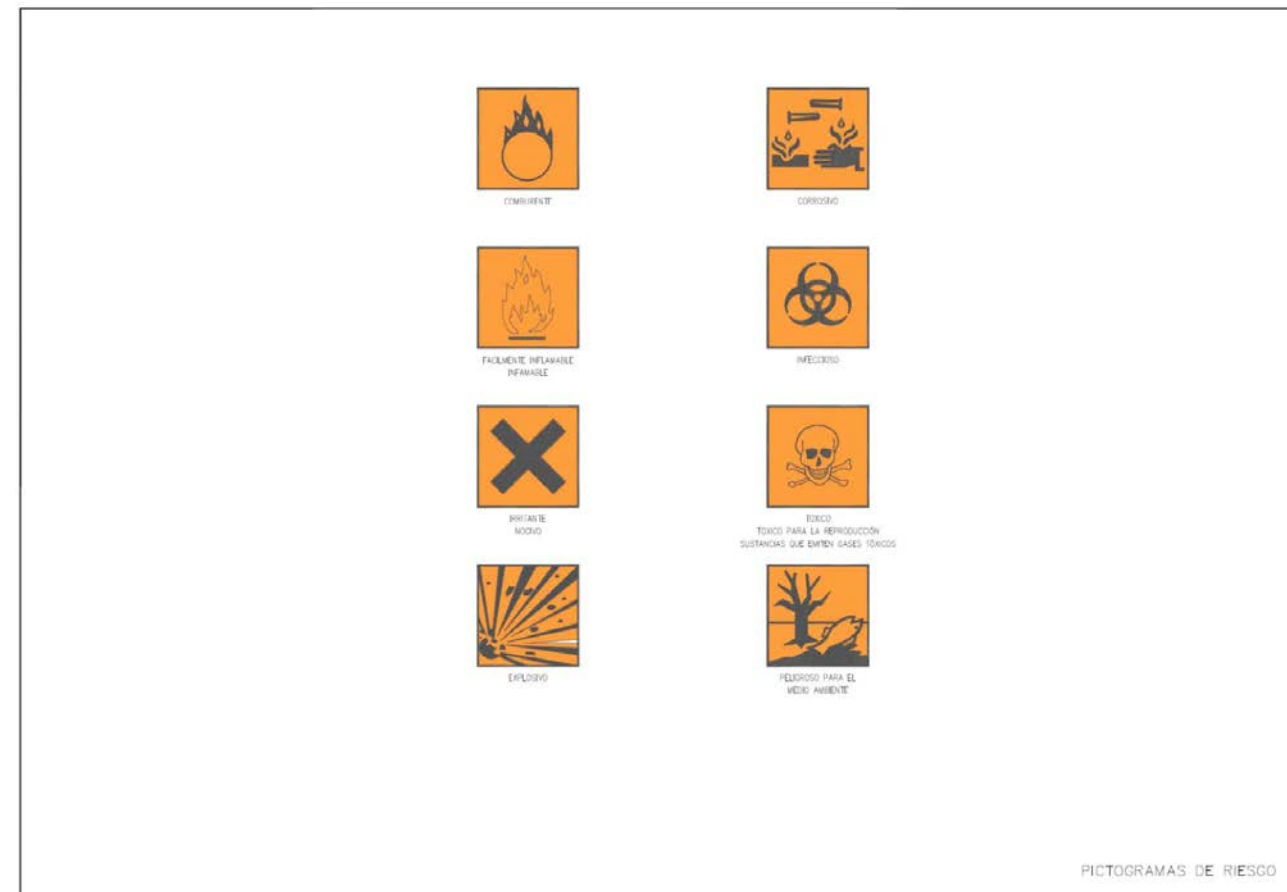 COMBURENTE
CORROSIVO
FACILMENTE INFLAMABLE
INFAMABLE
INFECCIOSO
IRRITANTE
NOCIVO
TOXICO
TOXICO PARA LA REPRODUCCIÓN
SUSTANCIAS QUE EMITEN GASES TÓXICOS
EXPLOSIVO
PELIGROSO PARA EL
MEDIO AMBIENTE
PICTOGRAMAS DE RIESGO